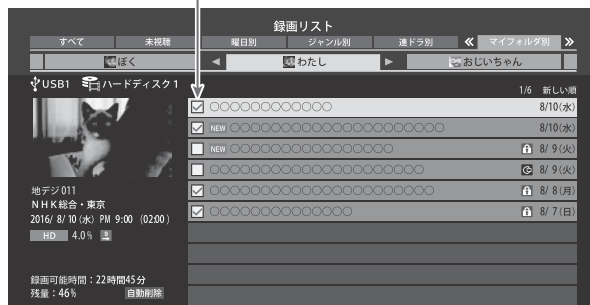 録画リスト
すべて 未視聴 曜日別 ジャンル別 連ドラ別 マイフォルダ別
ぼく わたし おじいちゃん
USB1 ハードディスク1
1/6 新しい順
○○○○○○○○○○○○ 8/10(水)
NEW ○○○○○○○○○○○○○○○○○○○○○ 8/10(水)
NEW ○○○○○○○○○○○○○○○○ 8/ 9(火)
○○○○○○○○○○○○○○○○○○○○○ 8/ 9(火)
○○○○○○○○○○○○○○○○○○○○○○ 8/ 8(月)
○○○○○○○○○○○○○○ 8/ 7(日)
地デジ011
NHK総合・東京
2016/ 8/10(水) PM 9:00 (02:00)
HD 4.0%
録画可能時間:22時間45分
残量:46% 自動削除